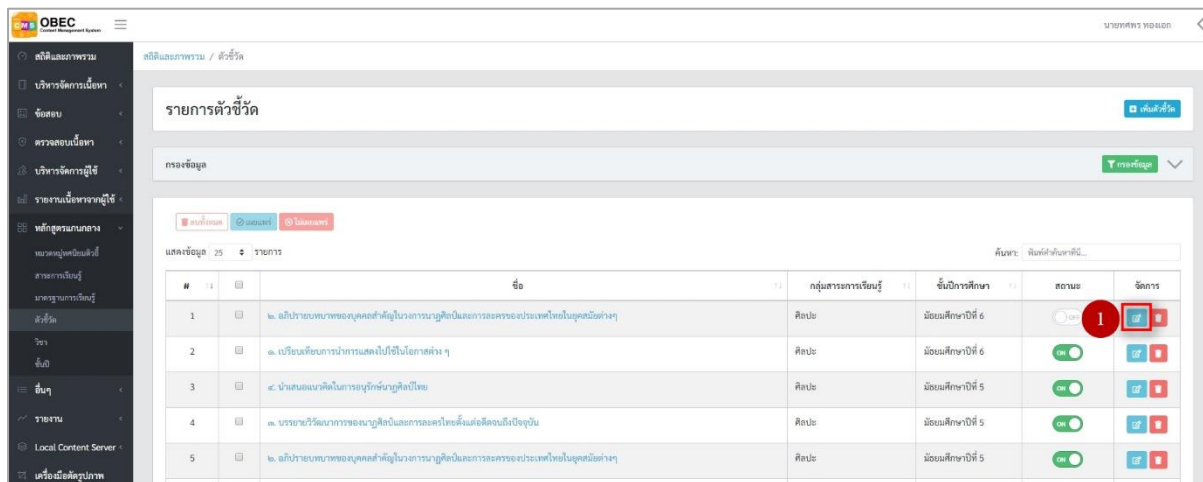 CMS OBEC
Content Management System
นายทศพร ทองเอก
สถิติและภาพรวม
บริหารจัดการเนื้อหา
ข้อสอบ
ตรวจสอบเนื้อหา
บริหารจัดการผู้ใช้
รายงานเนื้อหาจากผู้ใช้
หลักสูตรแกนกลาง
หมวดหมู่ทศนิยมดิวอี้
สาระการเรียนรู้
มาตรฐานการเรียนรู้
ตัวชี้วัด
วิชา
ชั้นปี
อื่นๆ
รายงาน
Local Content Server
เครื่องมือตัดรูปภาพ
สถิติและภาพรวม / ตัวชี้วัด
รายการตัวชี้วัด
เพิ่มตัวชี้วัด
กรองข้อมูล
กรองข้อมูล
ลบทั้งหมด เผยแพร่ ไม่เผยแพร่
แสดงข้อมูล 25 รายการ
ค้นหา: พิมพ์คำค้นหาที่นี่...
# ชื่อ กลุ่มสาระการเรียนรู้ ชั้นปีการศึกษา สถานะ จัดการ
1 ๒. อภิปรายบทบาทของบุคคลสำคัญในวงการนาฏศิลป์และการละครของประเทศไทยในยุคสมัยต่างๆ ศิลปะ มัธยมศึกษาปีที่ 6 OFF 1
2 ๑. เปรียบเทียบการนำการแสดงไปใช้ในโอกาสต่าง ๆ ศิลปะ มัธยมศึกษาปีที่ 6 ON
3 ๔. นำเสนอแนวคิดในการอนุรักษ์นาฏศิลป์ไทย ศิลปะ มัธยมศึกษาปีที่ 5 ON
4 ๓. บรรยายวิวัฒนาการของนาฏศิลป์และการละครไทยตั้งแต่อดีตจนถึงปัจจุบัน ศิลปะ มัธยมศึกษาปีที่ 5 ON
5 ๒. อภิปรายบทบาทของบุคคลสำคัญในวงการนาฏศิลป์และการละครของประเทศไทยในยุคสมัยต่างๆ ศิลปะ มัธยมศึกษาปีที่ 5 ON